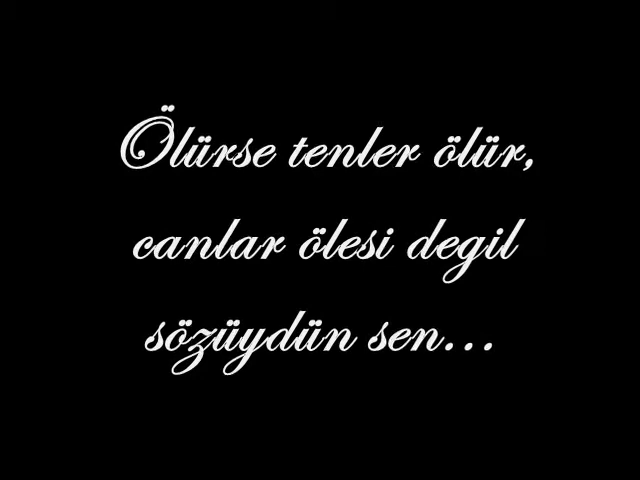 Ölürse tenler ölür,
canlar ölesi degil
sözüydün sen...